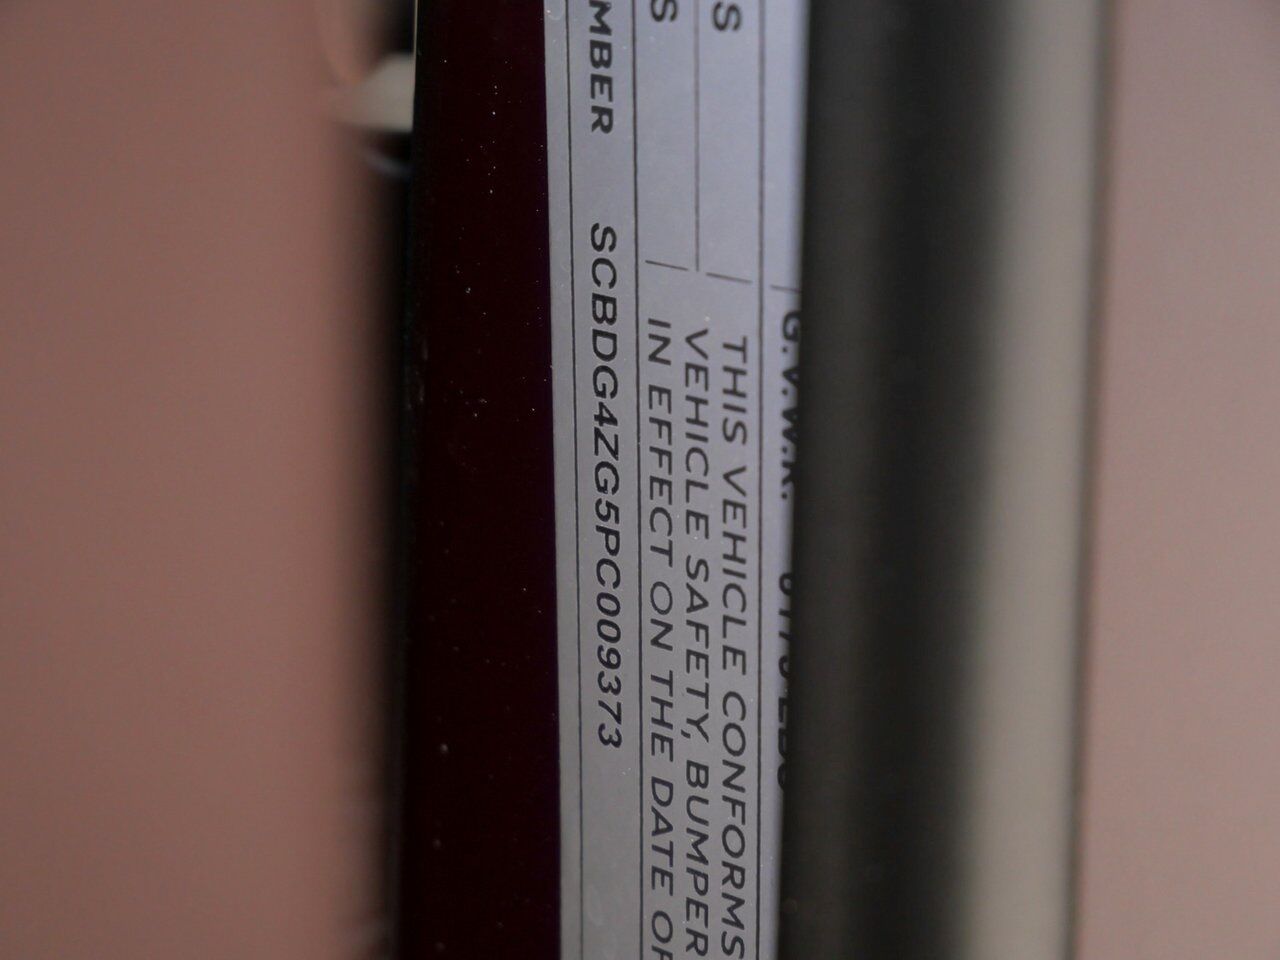 MBER SCBDG4ZG5PC009373
S IN EFFECT ON THE DATE OF
VEHICLE SAFETY, BUMPER
S THIS VEHICLE CONFORMS
G.V.W.R.